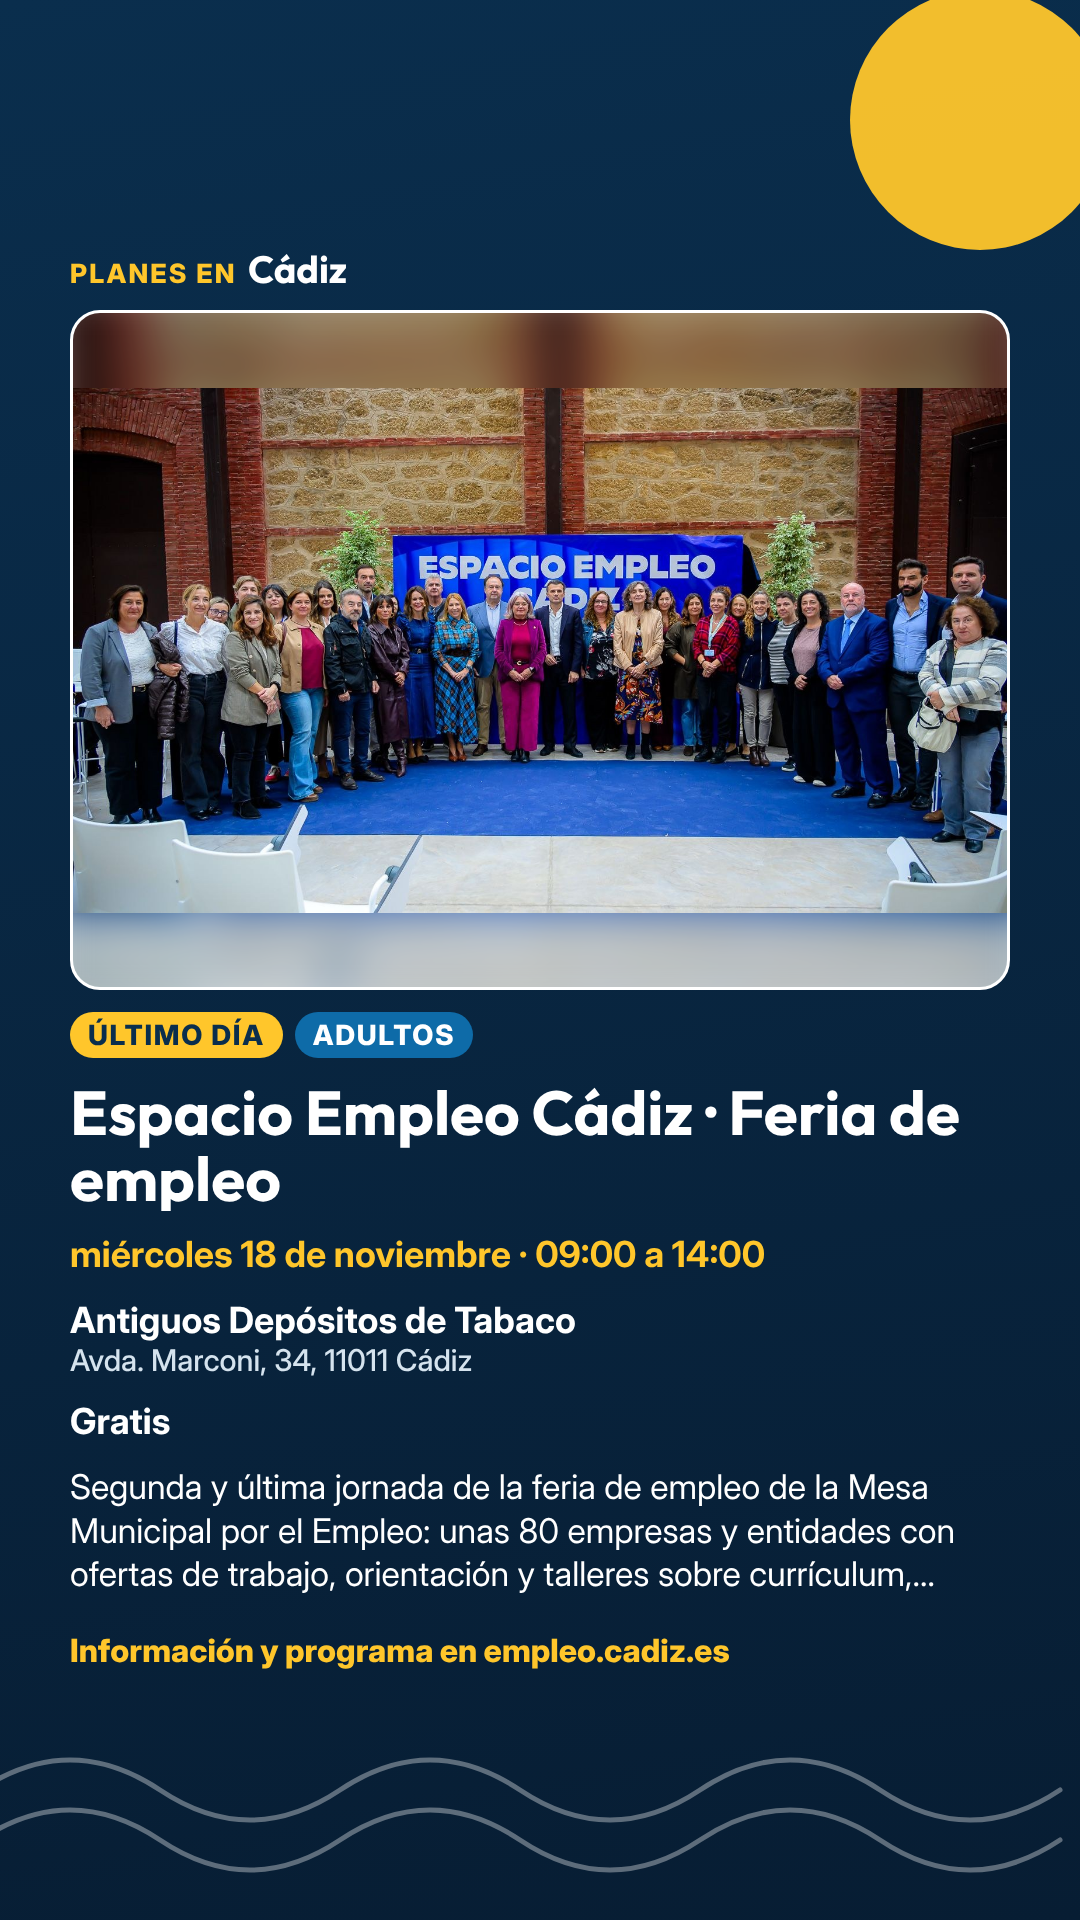 PLANES EN Cádiz
ESPACIO EMPLEO
CÁDIZ
ÚLTIMO DÍA ADULTOS
Espacio Empleo Cádiz · Feria de
empleo
miércoles 18 de noviembre · 09:00 a 14:00
Antiguos Depósitos de Tabaco
Avda. Marconi, 34, 11011 Cádiz
Gratis
Segunda y última jornada de la feria de empleo de la Mesa
Municipal por el Empleo: unas 80 empresas y entidades con
ofertas de trabajo, orientación y talleres sobre currículum,...
Información y programa en empleo.cadiz.es